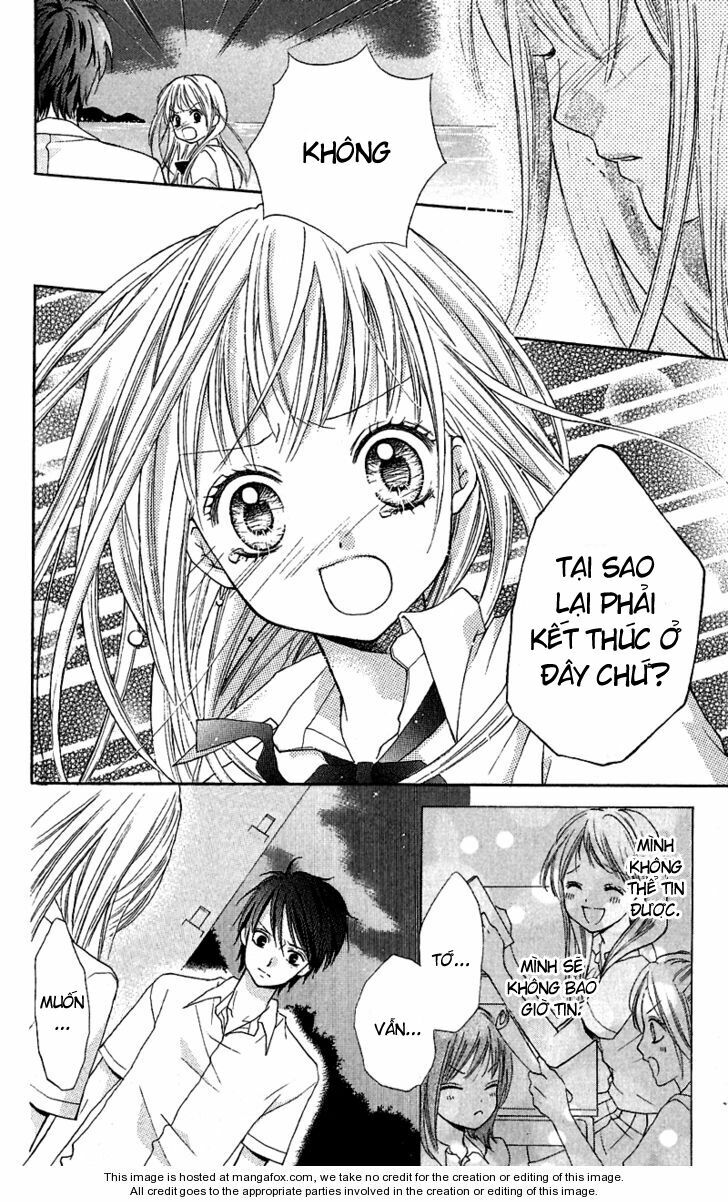 KHÔNG
TẠI SAO
LẠI PHẢI
KẾT THÚC Ở
ĐÂY CHỨ?
MÌNH
KHÔNG
THỂ TIN
ĐƯỢC.
MÌNH SẼ
KHÔNG BAO
GIỜ TIN.
TỚ...
VẪN...
MUỐN
...
This image is hosted at mangafox.com, we take no credit for the creation or editing of this image.
All credit goes to the appropriate parties involved in the creation or editing of this image.